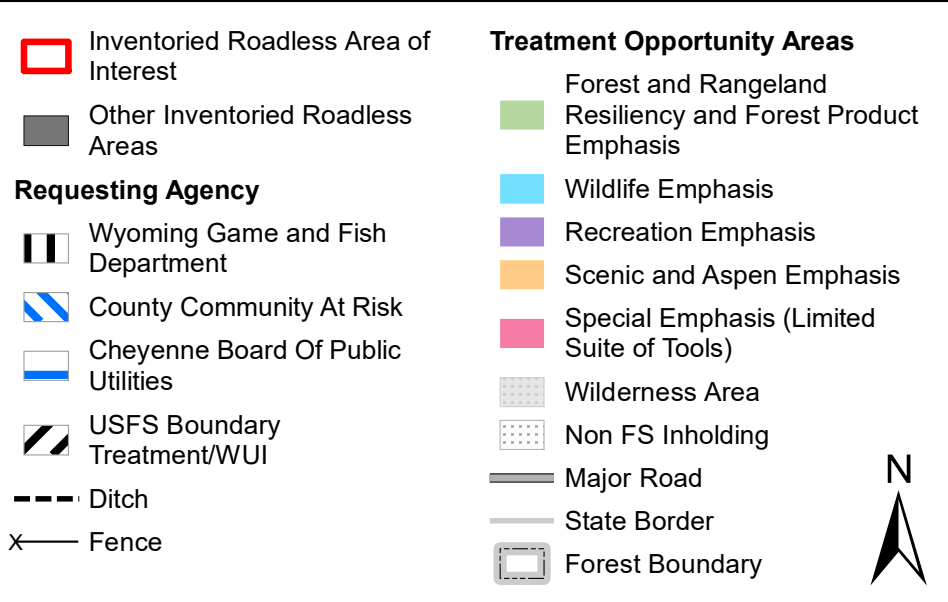 Inventoried Roadless Area of
Interest
Other Inventoried Roadless
Areas
Requesting Agency
Wyoming Game and Fish
Department
County Community At Risk
Cheyenne Board Of Public
Utilities
USFS Boundary
Treatment/WUI
Ditch
X Fence
Treatment Opportunity Areas
Forest and Rangeland
Resiliency and Forest Product
Emphasis
Wildlife Emphasis
Recreation Emphasis
Scenic and Aspen Emphasis
Special Emphasis (Limited
Suite of Tools)
Wilderness Area
Non FS Inholding
Major Road
State Border
Forest Boundary
N